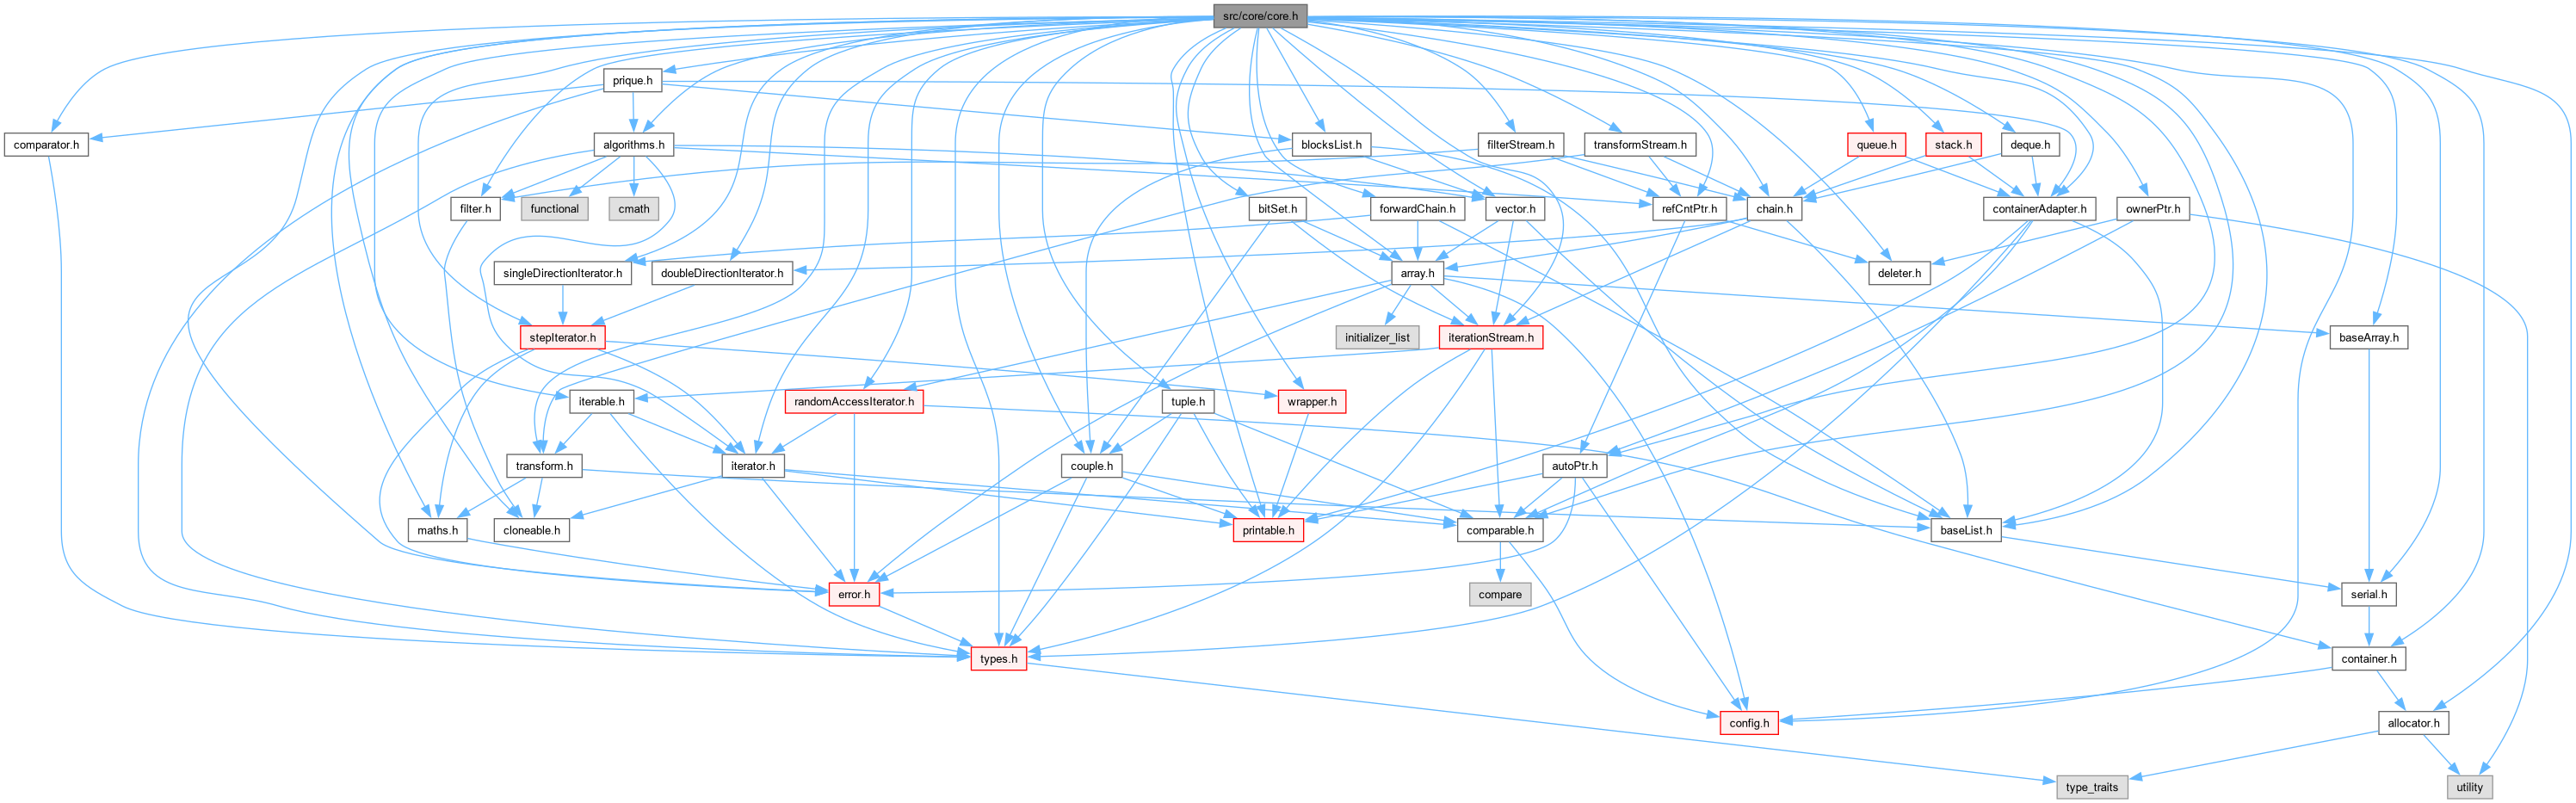 src/core/core.h
prique.h
comparator.h
algorithms.h
blocksList.h
filterStream.h
transformStream.h
queue.h
stack.h
deque.h
filter.h
functional
cmath
bitSet.h
forwardChain.h
vector.h
refCntPtr.h
chain.h
containerAdapter.h
ownerPtr.h
singleDirectionIterator.h
doubleDirectionIterator.h
array.h
deleter.h
stepIterator.h
initializer_list
iterationStream.h
baseArray.h
iterable.h
randomAccessIterator.h
tuple.h
wrapper.h
transform.h
iterator.h
couple.h
autoPtr.h
maths.h
cloneable.h
printable.h
comparable.h
baseList.h
error.h
compare
serial.h
types.h
container.h
config.h
allocator.h
type_traits
utility